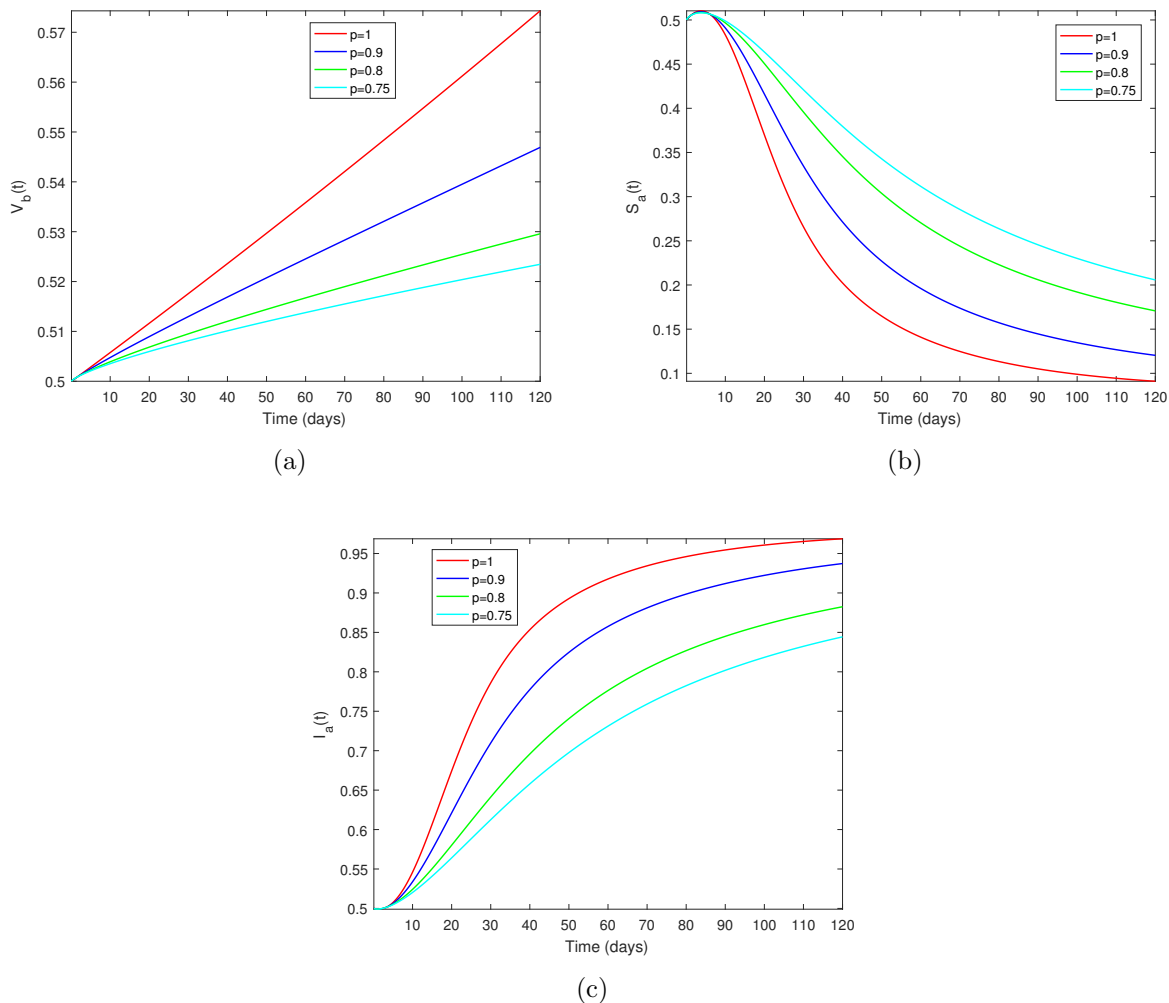 0.57
0.56
0.55
0.54
0.53
0.52
0.51
0.5
V_b(t)
p=1
p=0.9
p=0.8
p=0.75
10 20 30 40 50 60 70 80 90 100 110 120
Time (days)
(a)
0.5
0.45
0.4
0.35
0.3
0.25
0.2
0.15
0.1
S_a(t)
p=1
p=0.9
p=0.8
p=0.75
10 20 30 40 50 60 70 80 90 100 110 120
Time (days)
(b)
0.95
0.9
0.85
0.8
0.75
0.7
0.65
0.6
0.55
0.5
I_a(t)
p=1
p=0.9
p=0.8
p=0.75
10 20 30 40 50 60 70 80 90 100 110 120
Time (days)
(c)